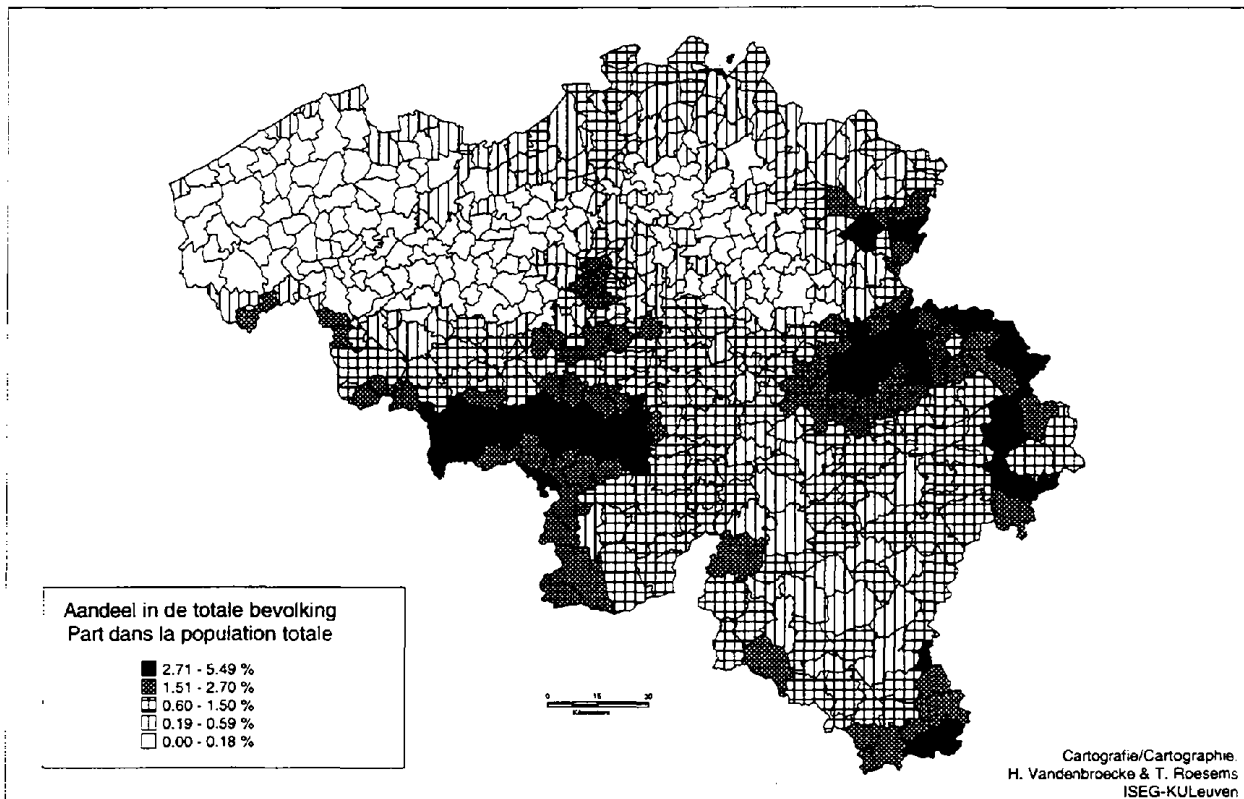 Aandeel in de totale bevolking
Part dans la population totale
2.71 - 5.49 %
1.51 - 2.70 %
0.60 - 1.50 %
0.19 - 0.59 %
0.00 - 0.18 %
0 15 30
Kilometers
Cartografie/Cartographie.
H. Vandenbroecke & T. Roesems
ISEG-KULeuven